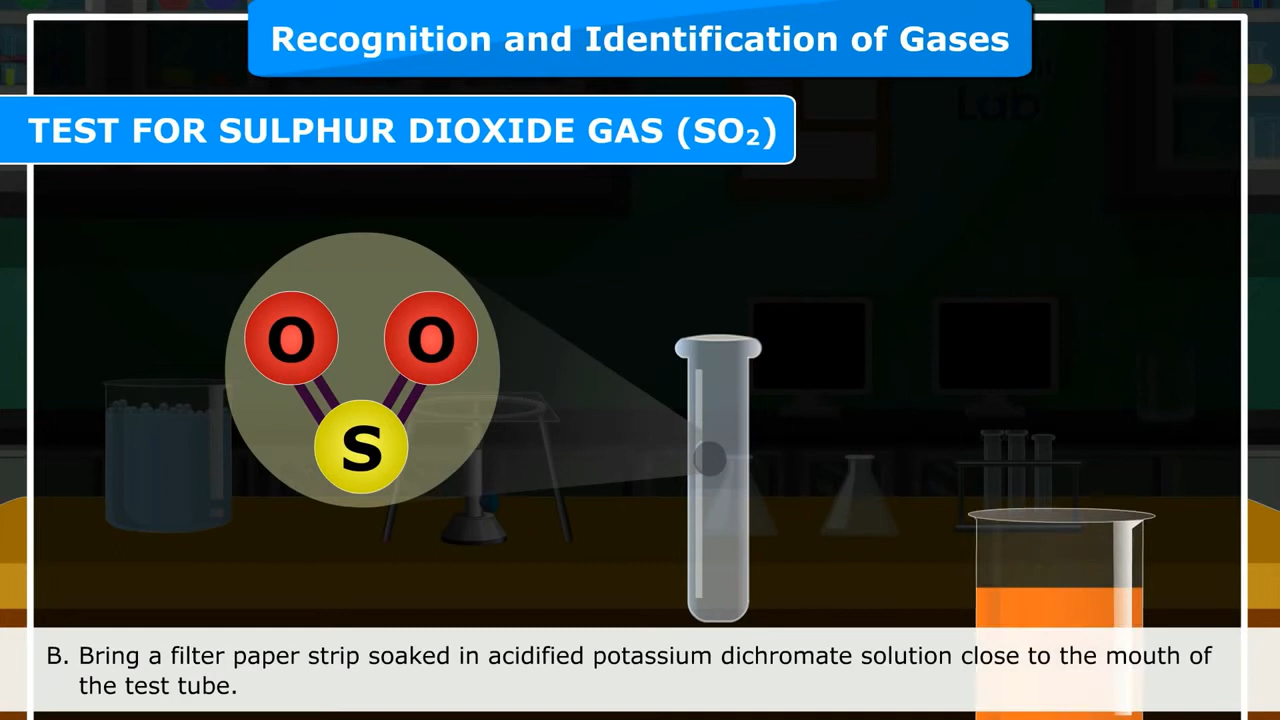 Recognition and Identification of Gases
Lab
TEST FOR SULPHUR DIOXIDE GAS (SO₂)
O O
S
B. Bring a filter paper strip soaked in acidified potassium dichromate solution close to the mouth of
the test tube.